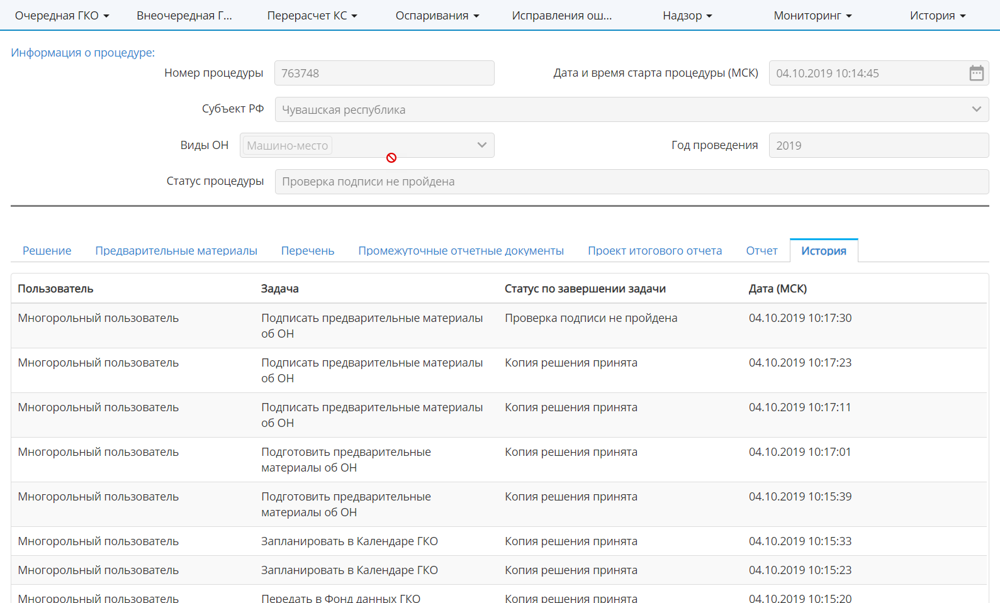 Очередная ГКО Внеочередная Г... Перерасчет КС Оспаривания Исправления ош... Надзор Мониторинг История
Информация о процедуре:
Номер процедуры 763748 Дата и время старта процедуры (МСК) 04.10.2019 10:14:45
Субъект РФ Чувашская республика
Виды ОН Машино-место Год проведения 2019
Статус процедуры Проверка подписи не пройдена
Решение Предварительные материалы Перечень Промежуточные отчетные документы Проект итогового отчета Отчет История
Пользователь Задача Статус по завершении задачи Дата (МСК)
Многорольный пользователь Подписать предварительные материалы Проверка подписи не пройдена 04.10.2019 10:17:30
об ОН
Многорольный пользователь Подписать предварительные материалы Копия решения принята 04.10.2019 10:17:23
об ОН
Многорольный пользователь Подписать предварительные материалы Копия решения принята 04.10.2019 10:17:11
об ОН
Многорольный пользователь Подготовить предварительные Копия решения принята 04.10.2019 10:17:01
материалы об ОН
Многорольный пользователь Подготовить предварительные Копия решения принята 04.10.2019 10:15:39
материалы об ОН
Многорольный пользователь Запланировать в Календаре ГКО Копия решения принята 04.10.2019 10:15:33
Многорольный пользователь Запланировать в Календаре ГКО Копия решения принята 04.10.2019 10:15:23
Многорольный пользователь Передать в Фонд данных ГКО Копия решения принята 04.10.2019 10:15:20